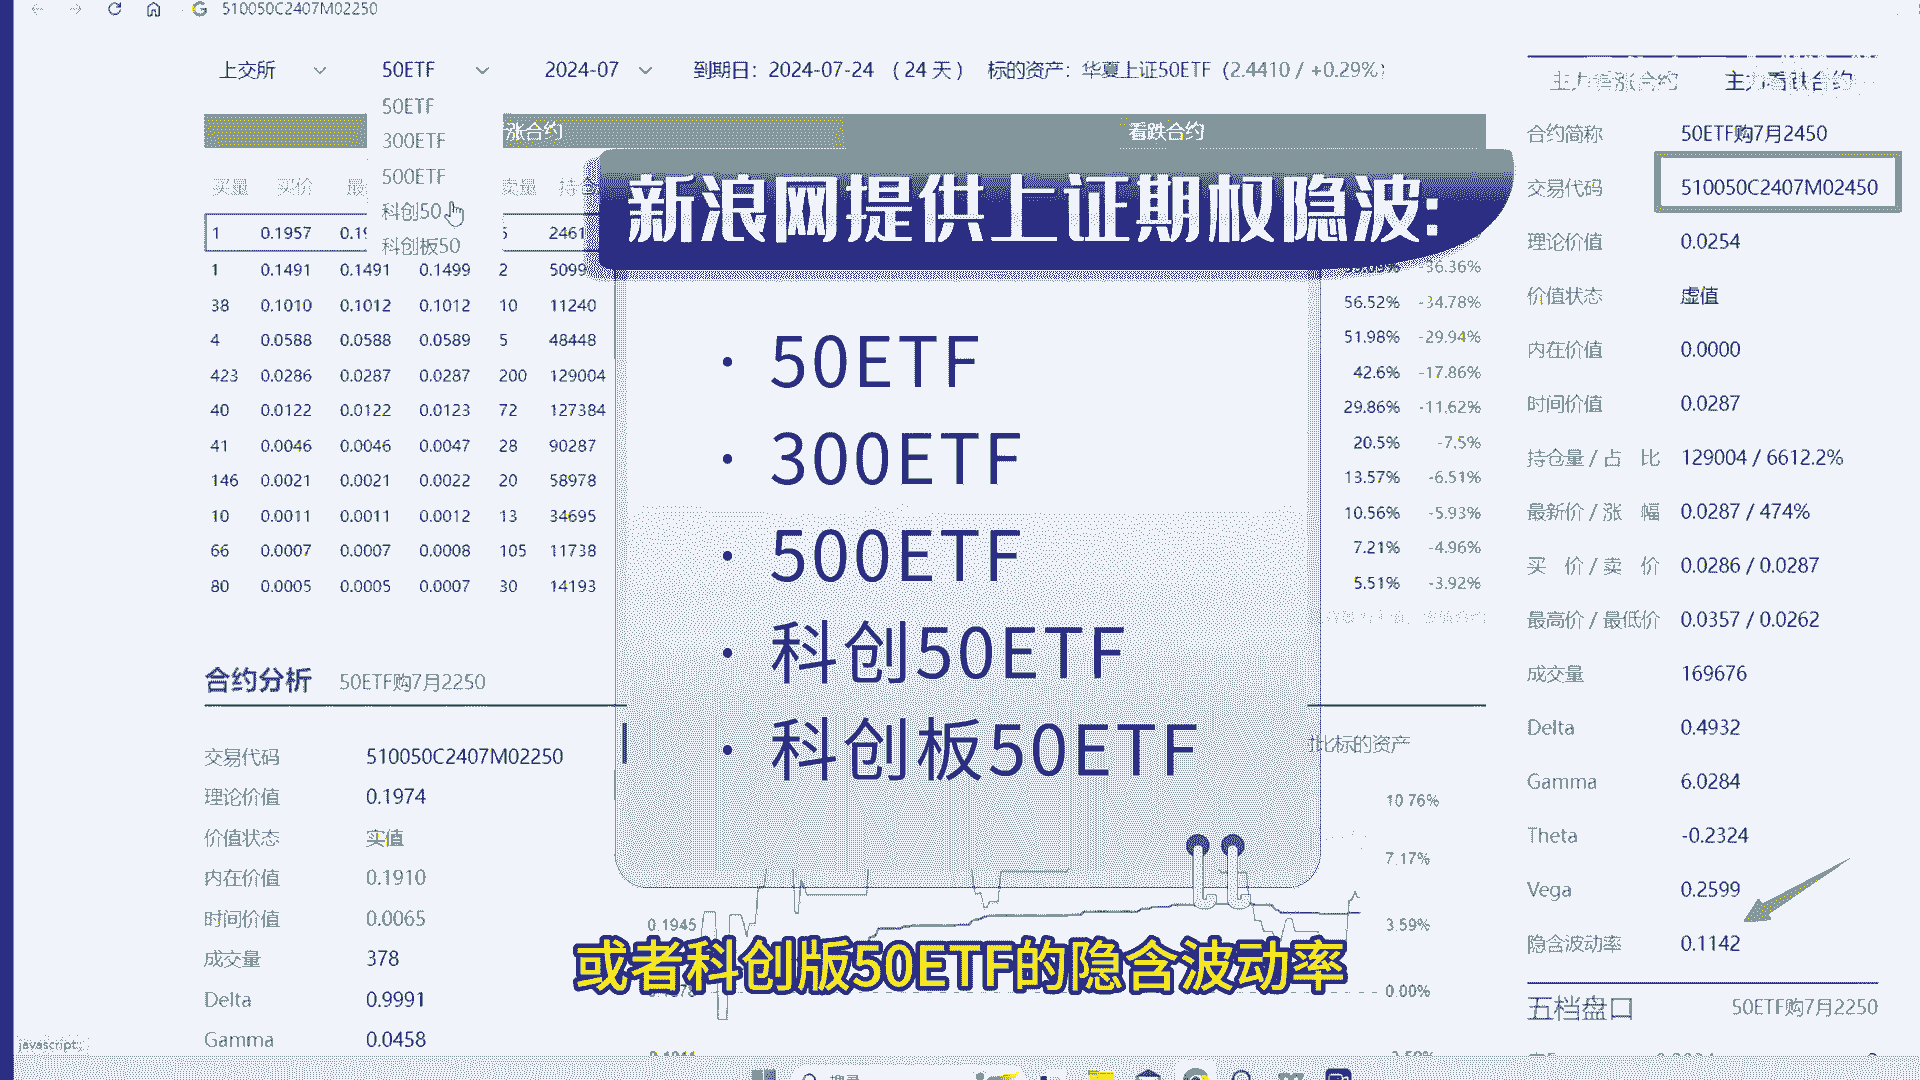 510050C2407M02250
上交所 50ETF 2024-07 到期日：2024-07-24 （24天） 标的资产：华夏上证50ETF（2.4410 / +0.29%）
50ETF
300ETF
500ETF
科创50
科创板50
涨合约 看跌合约
买量 买价 卖量
1 0.1957
1 0.1491 0.1491 0.1499 2 5099
38 0.1010 0.1012 0.1012 10 11240
4 0.0588 0.0588 0.0589 5 48448
423 0.0286 0.0287 0.0287 200 129004
40 0.0122 0.0122 0.0123 72 127384
41 0.0046 0.0046 0.0047 28 90287
146 0.0021 0.0021 0.0022 20 58978
10 0.0011 0.0011 0.0012 13 34695
66 0.0007 0.0007 0.0008 105 11738
80 0.0005 0.0005 0.0007 30 14193
新浪网提供上证期权隐波:
· 50ETF
· 300ETF
· 500ETF
· 科创50ETF
· 科创板50ETF
-36.36%
56.52% -34.78%
51.98% -29.94%
42.6% -17.86%
29.86% -11.62%
20.5% -7.5%
13.57% -6.51%
10.56% -5.93%
7.21% -4.96%
5.51% -3.92%
合约分析 50ETF购7月2250
交易代码 510050C2407M02250
理论价值 0.1974
价值状态 实值
内在价值 0.1910
时间价值 0.0065
成交量 378
Delta 0.9991
Gamma 0.0458
比标的资产
10.76%
7.17%
0.1945 3.59%
0.00%
或者科创版50ETF的隐含波动率
主力看涨合约 主力看跌合约
合约简称 50ETF购7月2450
交易代码 510050C2407M02450
理论价值 0.0254
价值状态 虚值
内在价值 0.0000
时间价值 0.0287
持仓量 / 占 比 129004 / 6612.2%
最新价 / 涨 幅 0.0287 / 474%
买 价 / 卖 价 0.0286 / 0.0287
最高价 / 最低价 0.0357 / 0.0262
成交量 169676
Delta 0.4932
Gamma 6.0284
Theta -0.2324
Vega 0.2599
隐含波动率 0.1142
五档盘口 50ETF购7月2250
javascript:;